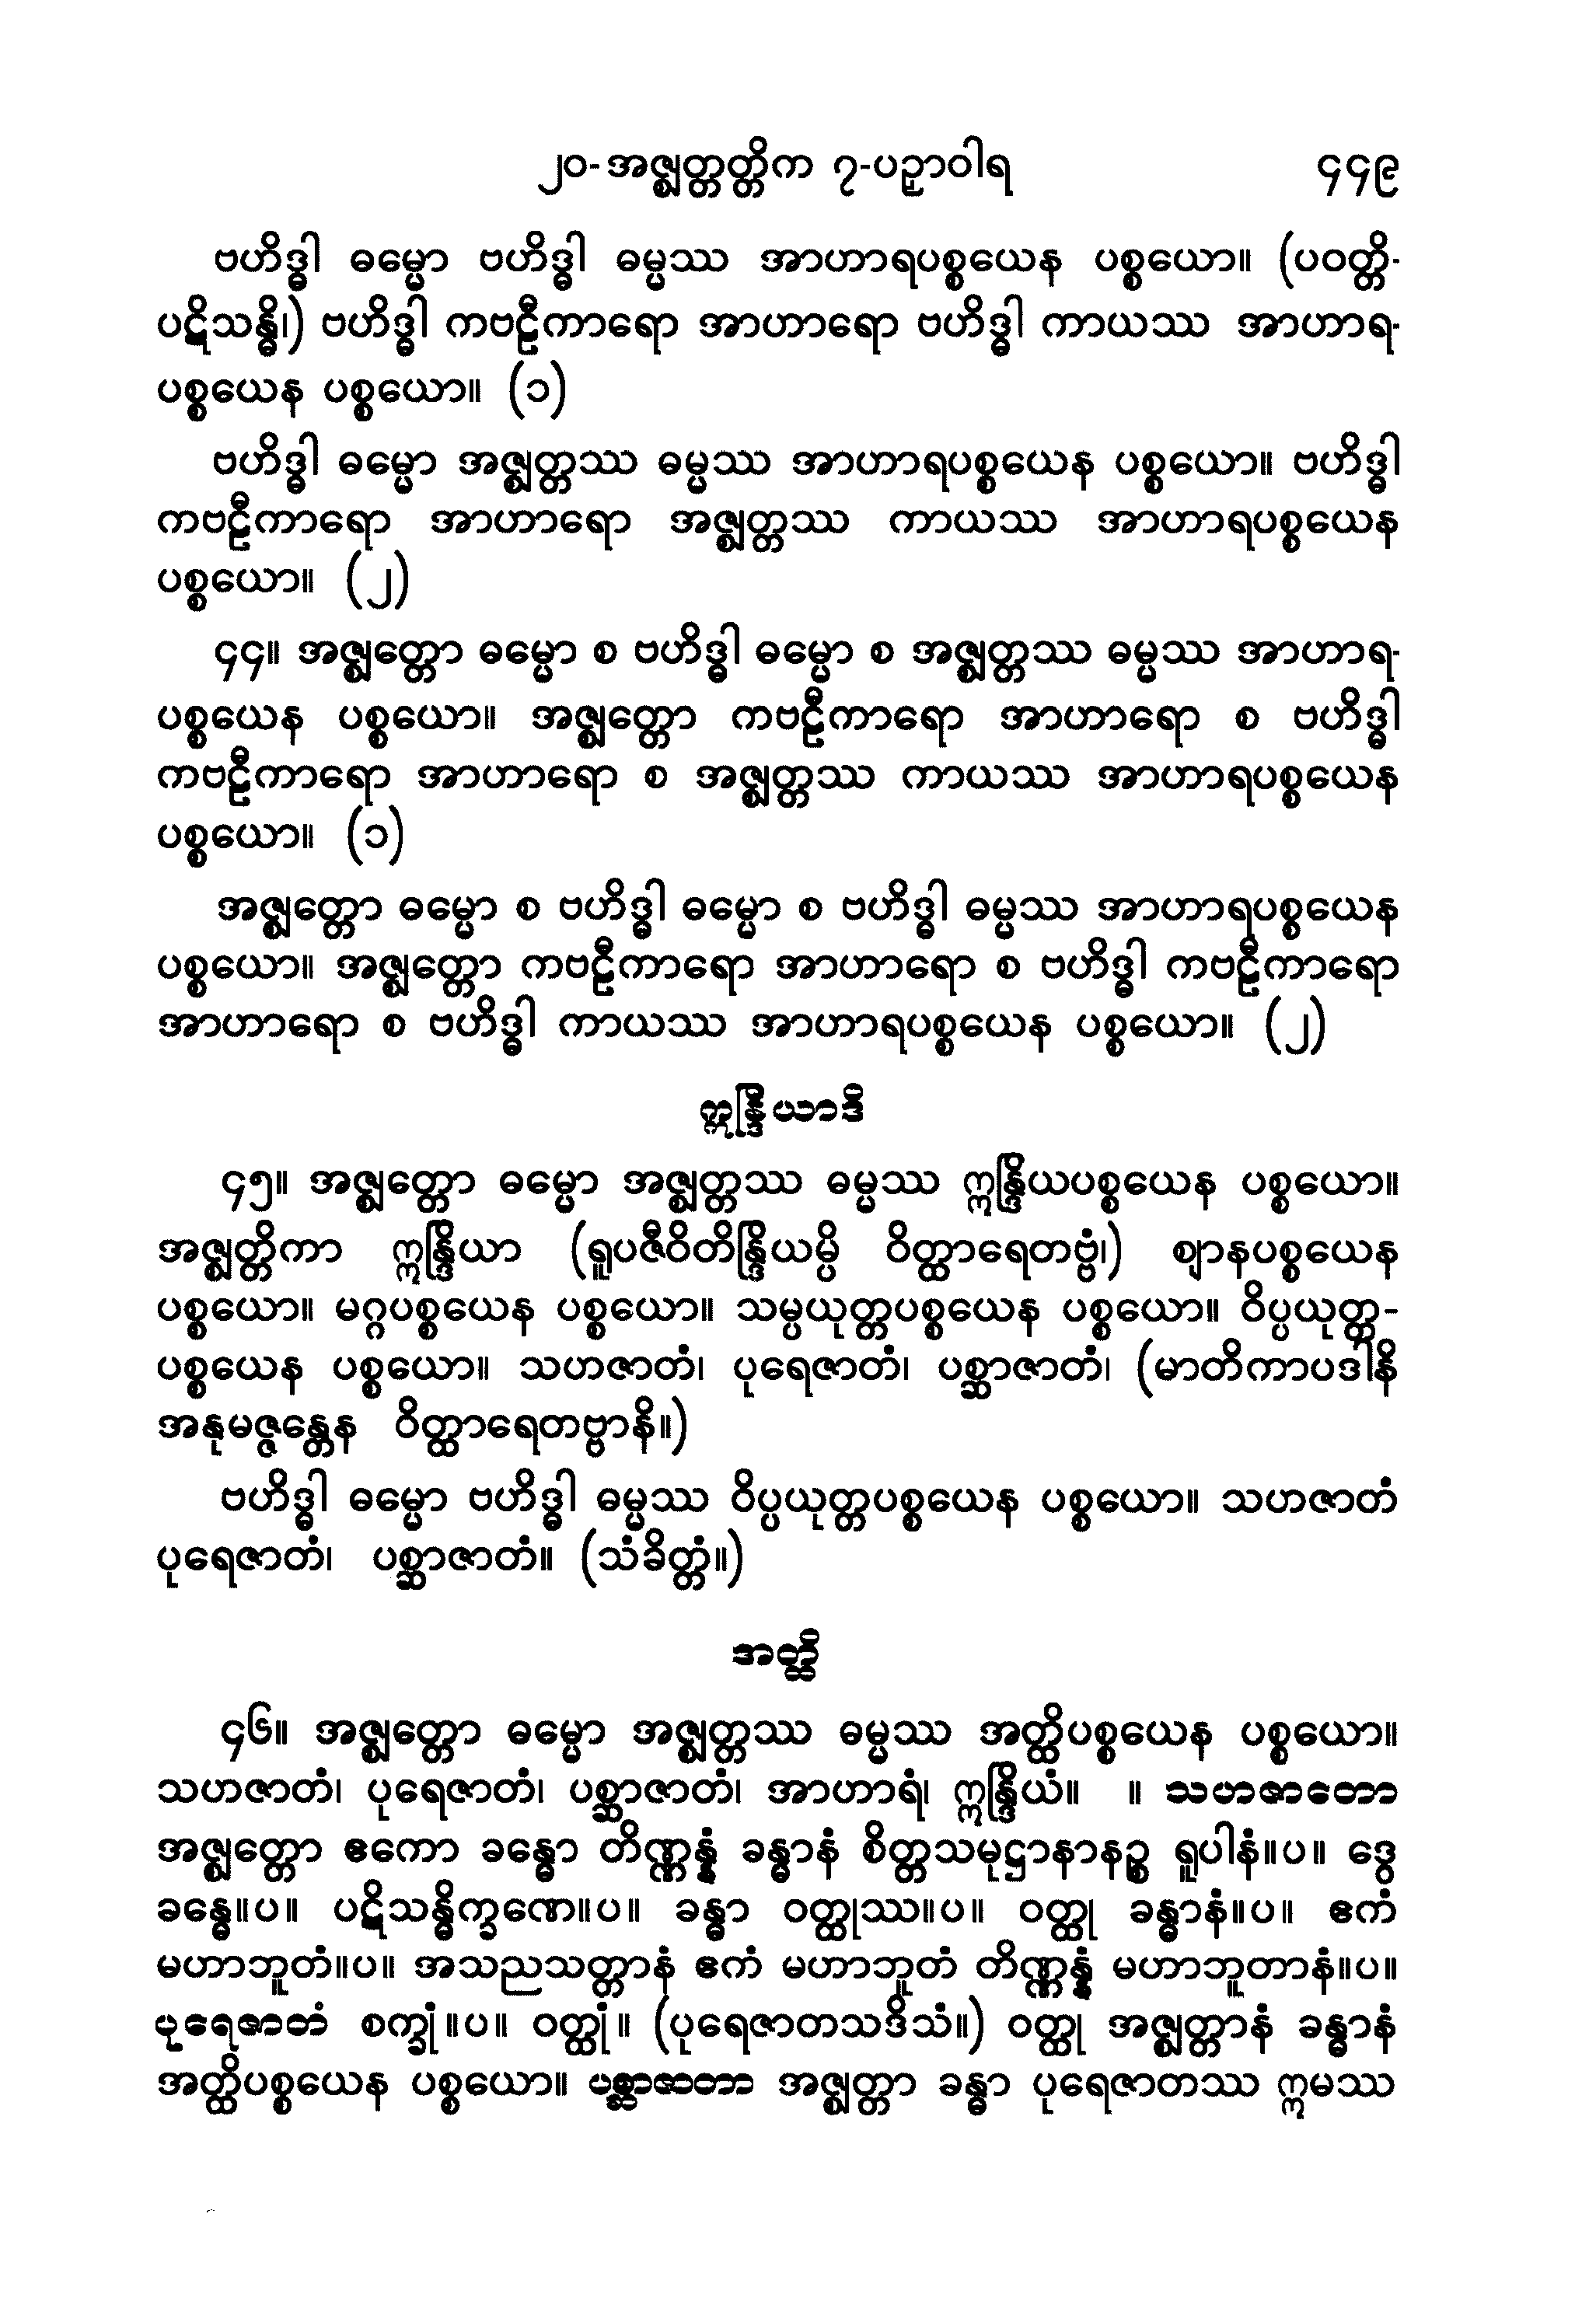 ၂၀-အဇ္ဈတ္တတ္တိက ၇-ပဉှာဝါရ ၄၄၉
ဗဟိဒ္ဓါ ဓမ္မော ဗဟိဒ္ဓါ ဓမ္မဿ အာဟာရပစ္စယေန ပစ္စယော။ (ပဝတ္တိ-
ပဋိသန္ဓိ၊) ဗဟိဒ္ဓါ ကဗဠီကာရော အာဟာရော ဗဟိဒ္ဓါ ကာယဿ အာဟာရ-
ပစ္စယေန ပစ္စယော။ (၁)
ဗဟိဒ္ဓါ ဓမ္မော အဇ္ဈတ္တဿ ဓမ္မဿ အာဟာရပစ္စယေန ပစ္စယော။ ဗဟိဒ္ဓါ
ကဗဠီကာရော အာဟာရော အဇ္ဈတ္တဿ ကာယဿ အာဟာရပစ္စယေန
ပစ္စယော။ (၂)
၄၄။ အဇ္ဈတ္တော ဓမ္မော စ ဗဟိဒ္ဓါ ဓမ္မော စ အဇ္ဈတ္တဿ ဓမ္မဿ အာဟာရ-
ပစ္စယေန ပစ္စယော။ အဇ္ဈတ္တော ကဗဠီကာရော အာဟာရော စ ဗဟိဒ္ဓါ
ကဗဠီကာရော အာဟာရော စ အဇ္ဈတ္တဿ ကာယဿ အာဟာရပစ္စယေန
ပစ္စယော။ (၁)
အဇ္ဈတ္တော ဓမ္မော စ ဗဟိဒ္ဓါ ဓမ္မော စ ဗဟိဒ္ဓါ ဓမ္မဿ အာဟာရပစ္စယေန
ပစ္စယော။ အဇ္ဈတ္တော ကဗဠီကာရော အာဟာရော စ ဗဟိဒ္ဓါ ကဗဠီကာရော
အာဟာရော စ ဗဟိဒ္ဓါ ကာယဿ အာဟာရပစ္စယေန ပစ္စယော။ (၂)
ဣန္ဒြိယာဒိ
၄၅။ အဇ္ဈတ္တော ဓမ္မော အဇ္ဈတ္တဿ ဓမ္မဿ ဣန္ဒြိယပစ္စယေန ပစ္စယော။
အဇ္ဈတ္တိကာ ဣန္ဒြိယာ (ရူပဇီဝိတိန္ဒြိယမ္ပိ ဝိတ္ထာရေတဗ္ဗံ၊) ဈာနပစ္စယေန
ပစ္စယော။ မဂ္ဂပစ္စယေန ပစ္စယော။ သမ္ပယုတ္တပစ္စယေန ပစ္စယော။ ဝိပ္ပယုတ္တ-
ပစ္စယေန ပစ္စယော။ သဟဇာတံ၊ ပုရေဇာတံ၊ ပစ္ဆာဇာတံ၊ (မာတိကာပဒါနိ
အနုမဇ္ဇန္တေန ဝိတ္ထာရေတဗ္ဗာနိ။)
ဗဟိဒ္ဓါ ဓမ္မော ဗဟိဒ္ဓါ ဓမ္မဿ ဝိပ္ပယုတ္တပစ္စယေန ပစ္စယော။ သဟဇာတံ
ပုရေဇာတံ၊ ပစ္ဆာဇာတံ။ (သံခိတ္တံ။)
အတ္ထိ
၄၆။ အဇ္ဈတ္တော ဓမ္မော အဇ္ဈတ္တဿ ဓမ္မဿ အတ္ထိပစ္စယေန ပစ္စယော။
သဟဇာတံ၊ ပုရေဇာတံ၊ ပစ္ဆာဇာတံ၊ အာဟာရံ၊ ဣန္ဒြိယံ။ ။ သဟဇာတော
အဇ္ဈတ္တော ဧကော ခန္ဓော တိဏ္ဏန္နံ ခန္ဓာနံ စိတ္တသမုဋ္ဌာနာနဉ္စ ရူပါနံ။ပ။ ဒွေ
ခန္ဓေ။ပ။ ပဋိသန္ဓိက္ခဏေ။ပ။ ခန္ဓာ ဝတ္ထုဿ။ပ။ ဝတ္ထု ခန္ဓာနံ။ပ။ ဧကံ
မဟာဘူတံ။ပ။ အသညသတ္တာနံ ဧကံ မဟာဘူတံ တိဏ္ဏန္နံ မဟာဘူတာနံ။ပ။
ပုရေဇာတံ စက္ခုံ။ပ။ ဝတ္ထုံ။ (ပုရေဇာတသဒိသံ။) ဝတ္ထု အဇ္ဈတ္တာနံ ခန္ဓာနံ
အတ္ထိပစ္စယေန ပစ္စယော။ ပစ္ဆာဇာတာ အဇ္ဈတ္တာ ခန္ဓာ ပုရေဇာတဿ ဣမဿ